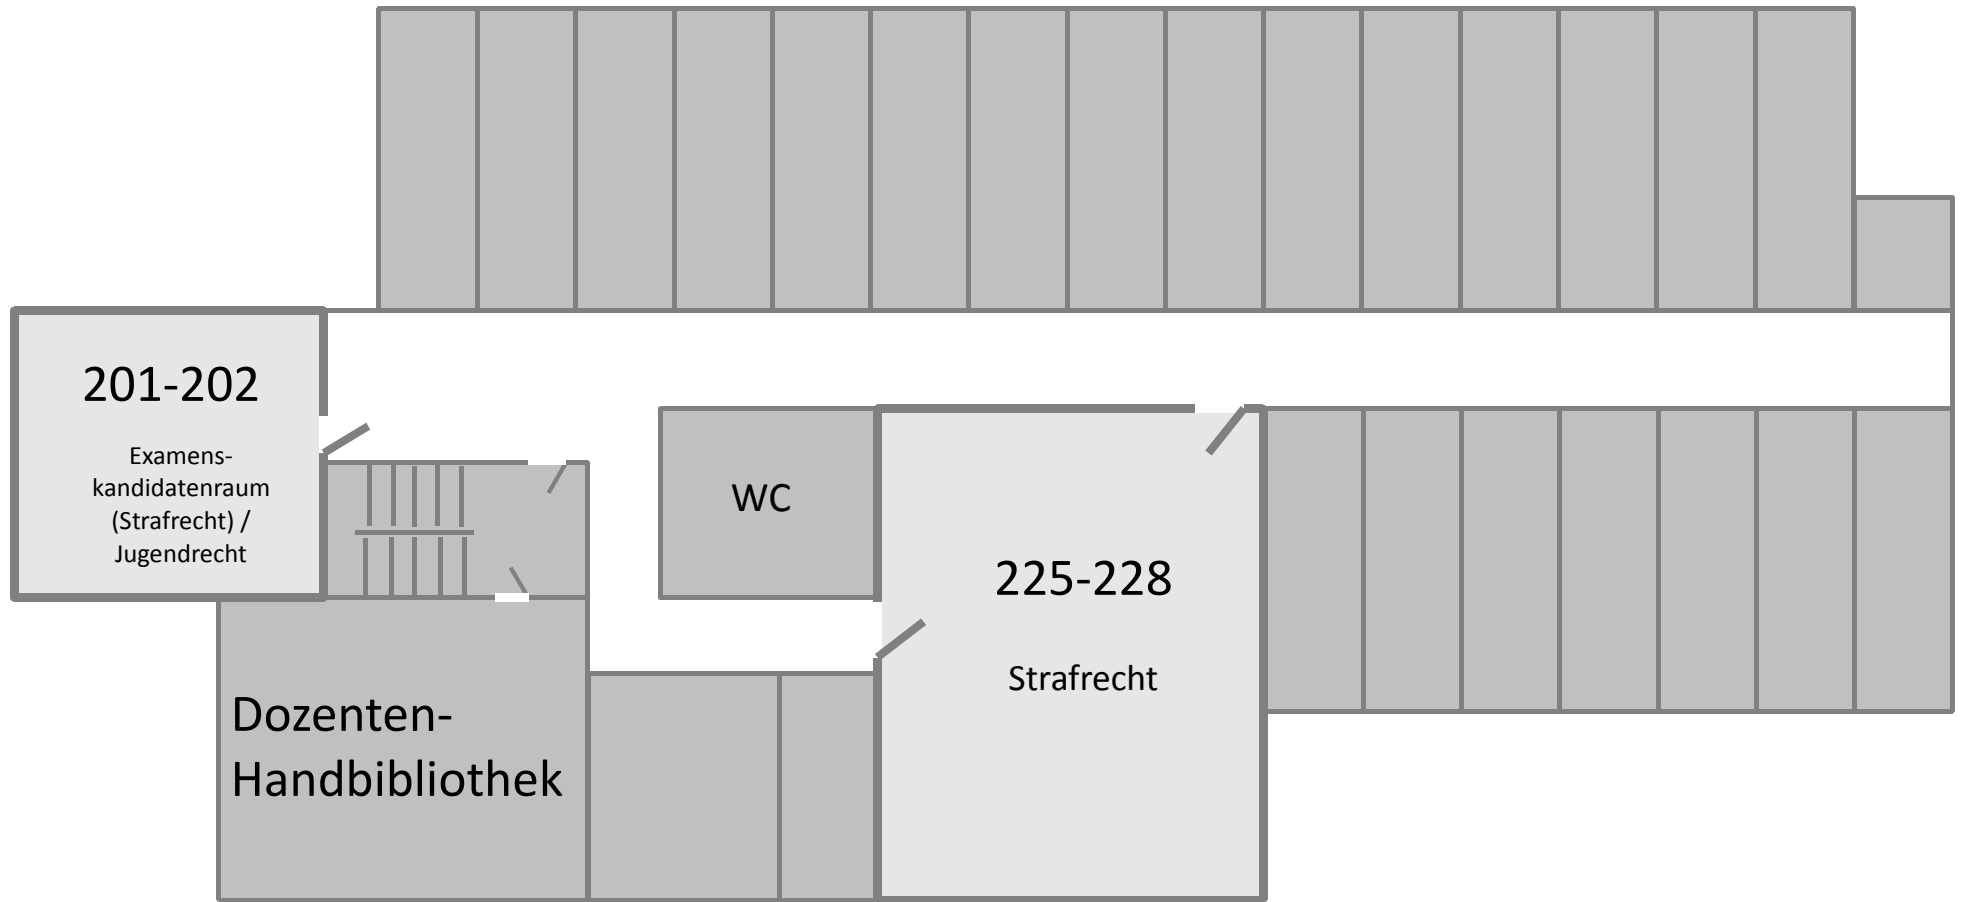 201-202
Examens-
kandidatenraum
(Strafrecht) /
Jugendrecht
WC
225-228
Strafrecht
Dozenten-
Handbibliothek